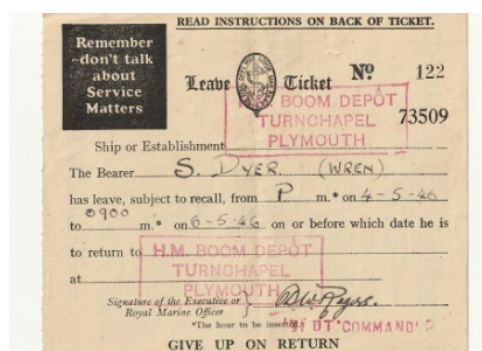 READ INSTRUCTIONS ON BACK OF TICKET.
Remember
-don't talk
about
Service
Matters
Leave Ticket Nº 122
73509
BOOM DEPÔT
TURNCHAPEL
PLYMOUTH
Ship or Establishment
The Bearer S. DYER. (WREN)
has leave, subject to recall, from P m.* on 4-5-46
to 0900 m.* on 6-5-46 on or before which date he is
to return to H.M. BOOM DEPÔT
TURNCHAPEL
at
PLYMOUTH
Signature of the Executive or
Royal Marine Officer
*The hour to be
"COMMAND"
GIVE UP ON RETURN